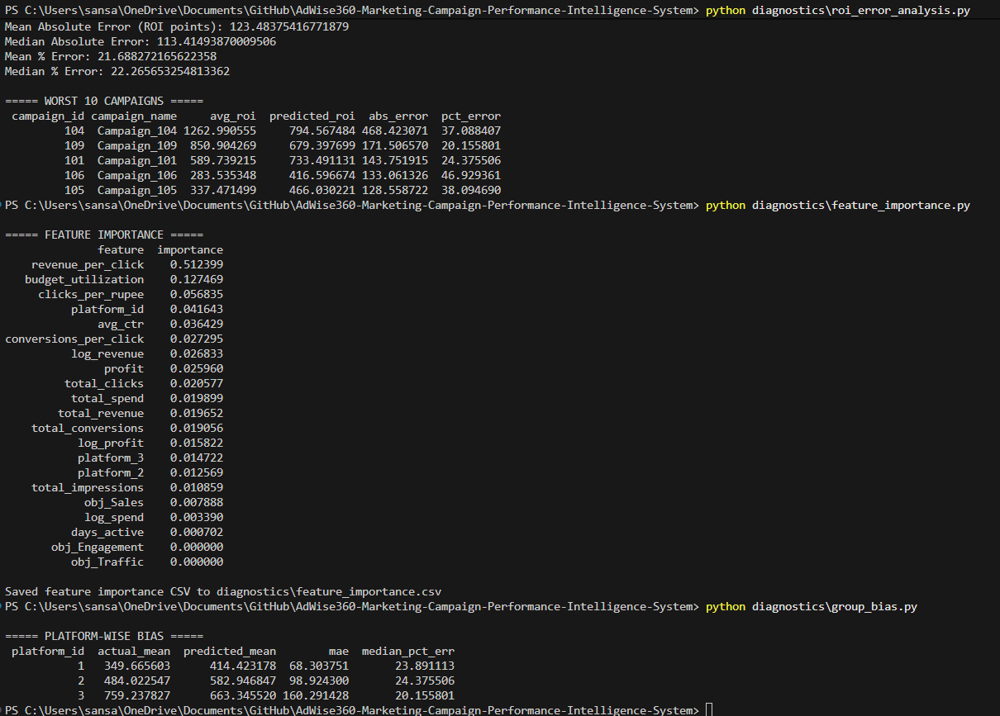 PS C:\Users\sansa\OneDrive\Documents\GitHub\AdWise360-Marketing-Campaign-Performance-Intelligence-System> python diagnostics\roi_error_analysis.py
Mean Absolute Error (ROI points): 123.48375416771879
Median Absolute Error: 113.41493870009506
Mean % Error: 21.688272165622358
Median % Error: 22.265653254813362

===== WORST 10 CAMPAIGNS =====
campaign_id campaign_name avg_roi predicted_roi abs_error pct_error
104 Campaign_104 1262.990555 794.567484 468.423071 37.088407
109 Campaign_109 850.904269 679.397699 171.506570 20.155801
101 Campaign_101 589.739215 733.491131 143.751915 24.375506
106 Campaign_106 283.535348 416.596674 133.061326 46.929361
105 Campaign_105 337.471499 466.030221 128.558722 38.094690
PS C:\Users\sansa\OneDrive\Documents\GitHub\AdWise360-Marketing-Campaign-Performance-Intelligence-System> python diagnostics\feature_importance.py

===== FEATURE IMPORTANCE =====
feature importance
revenue_per_click 0.512399
budget_utilization 0.127469
clicks_per_rupee 0.056835
platform_id 0.041643
avg_ctr 0.036429
conversions_per_click 0.027295
log_revenue 0.026833
profit 0.025960
total_clicks 0.020577
total_spend 0.019899
total_revenue 0.019652
total_conversions 0.019056
log_profit 0.015822
platform_3 0.014722
platform_2 0.012569
total_impressions 0.010859
obj_Sales 0.007888
log_spend 0.003390
days_active 0.000702
obj_Engagement 0.000000
obj_Traffic 0.000000

Saved feature importance CSV to diagnostics\feature_importance.csv
PS C:\Users\sansa\OneDrive\Documents\GitHub\AdWise360-Marketing-Campaign-Performance-Intelligence-System> python diagnostics\group_bias.py

===== PLATFORM-WISE BIAS =====
platform_id actual_mean predicted_mean mae median_pct_err
1 349.665603 414.423178 68.303751 23.891113
2 484.022547 582.946847 98.924300 24.375506
3 759.237827 663.345520 160.291428 20.155801
PS C:\Users\sansa\OneDrive\Documents\GitHub\AdWise360-Marketing-Campaign-Performance-Intelligence-System>